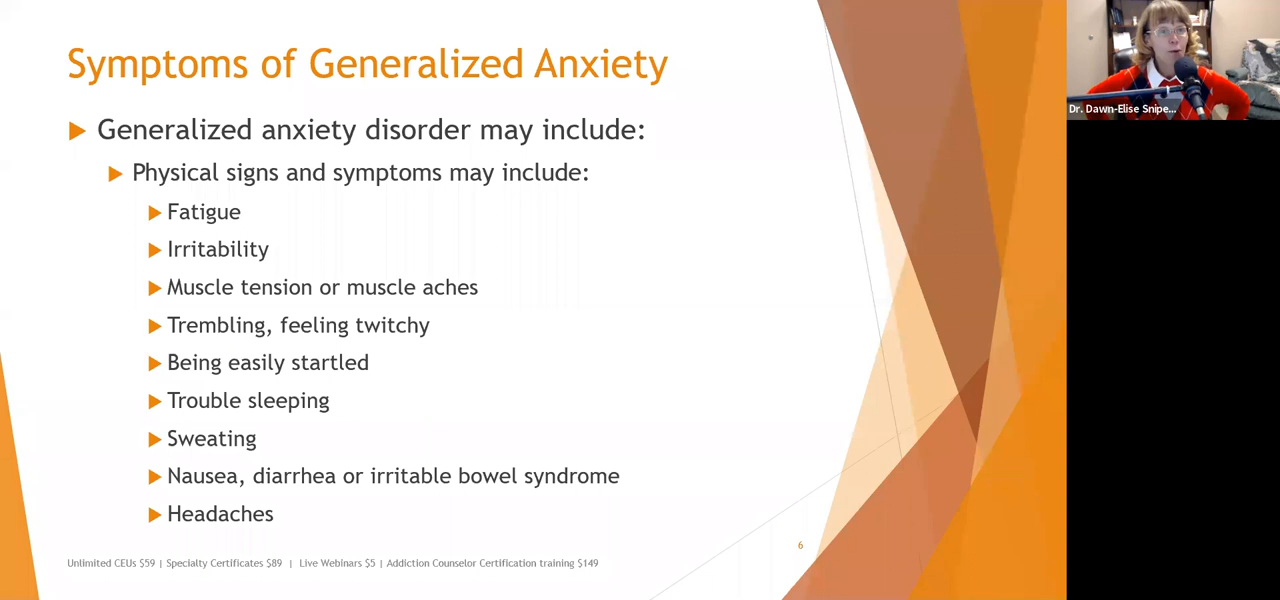 Symptoms of Generalized Anxiety
Generalized anxiety disorder may include:
Physical signs and symptoms may include:
Fatigue
Irritability
Muscle tension or muscle aches
Trembling, feeling twitchy
Being easily startled
Trouble sleeping
Sweating
Nausea, diarrhea or irritable bowel syndrome
Headaches
6
Unlimited CEUs $59 | Specialty Certificates $89 | Live Webinars $5 | Addiction Counselor Certification training $149
Dr. Dawn-Elise Snipe...